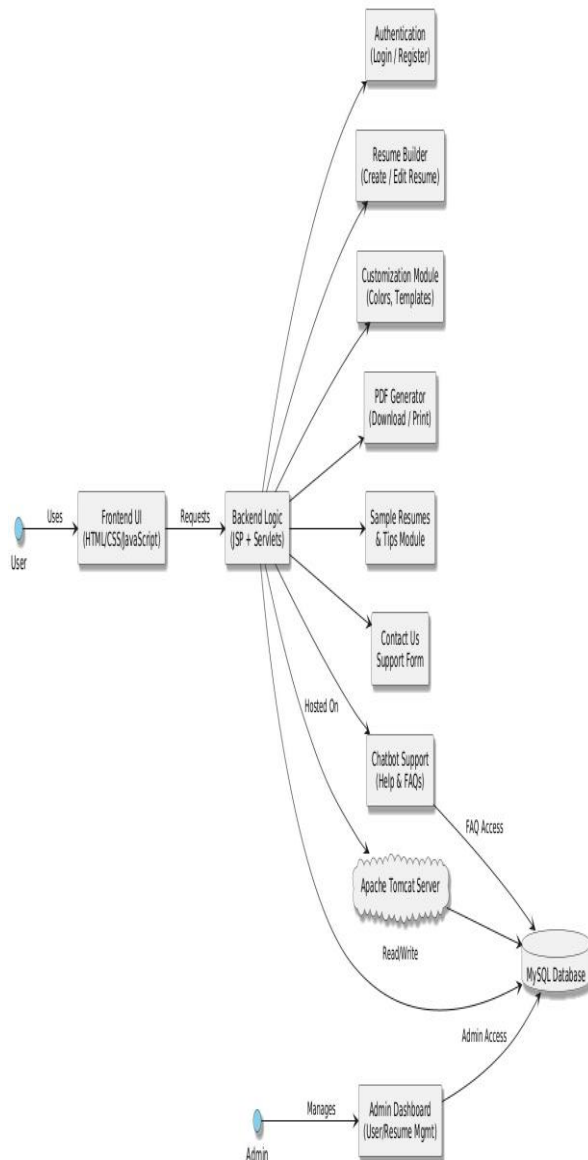 Authentication
(Login / Register)
Resume Builder
(Create / Edit Resume)
Customization Module
(Colors, Templates)
PDF Generator
(Download / Print)
User
Uses
Frontend UI
(HTML/CSS/JavaScript)
Requests
Backend Logic
(JSP + Servlets)
Sample Resumes
& Tips Module
Contact Us
Support Form
Hosted On
Chatbot Support
(Help & FAQs)
FAQ Access
Apache Tomcat Server
Read/Write
MySQL Database
Admin Access
Admin
Manages
Admin Dashboard
(User/Resume Mgmt)